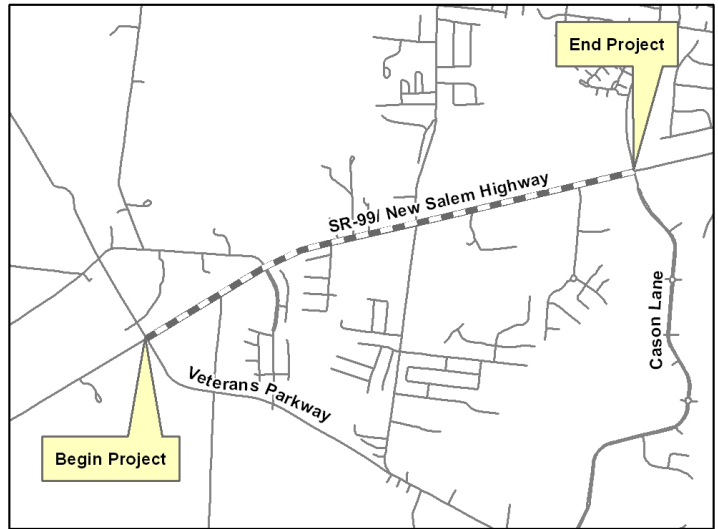 End Project
SR-99/ New Salem Highway
Cason Lane
Veterans Parkway
Begin Project